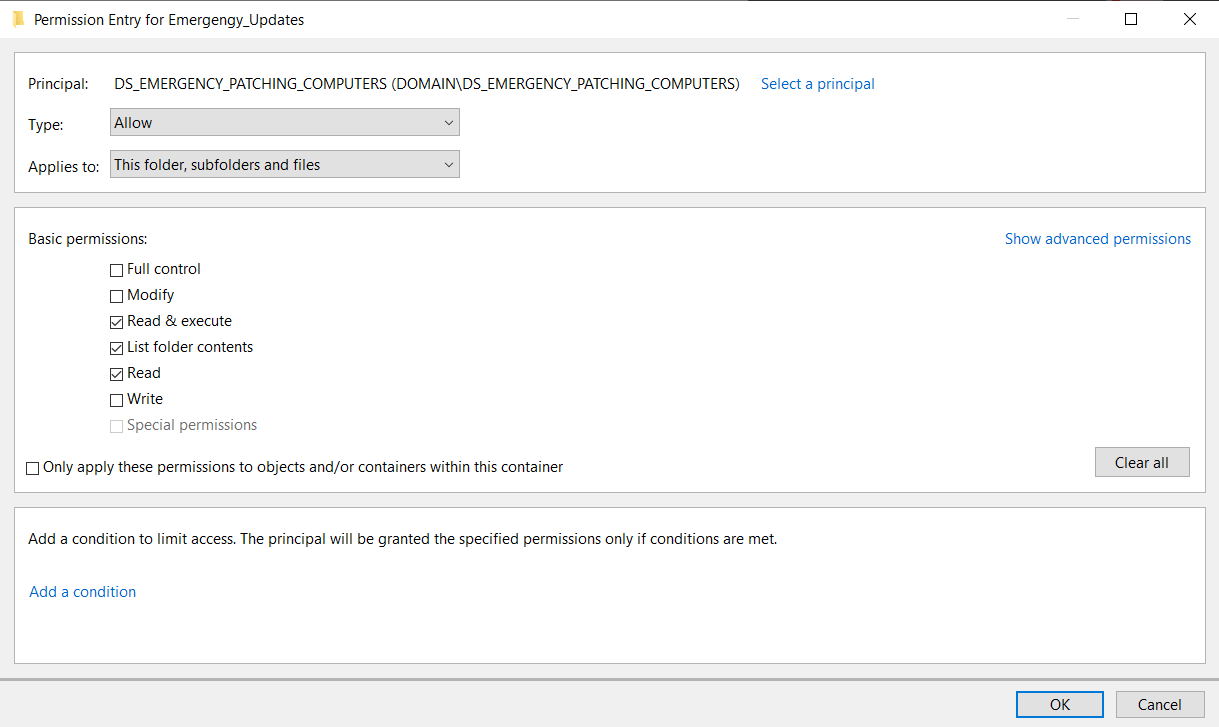 Permission Entry for Emergengy_Updates
Principal: DS_EMERGENCY_PATCHING_COMPUTERS (DOMAIN\DS_EMERGENCY_PATCHING_COMPUTERS) Select a principal
Type: Allow
Applies to: This folder, subfolders and files
Basic permissions: Show advanced permissions
Full control
Modify
Read & execute
List folder contents
Read
Write
Special permissions
Only apply these permissions to objects and/or containers within this container Clear all
Add a condition to limit access. The principal will be granted the specified permissions only if conditions are met.
Add a condition
OK Cancel